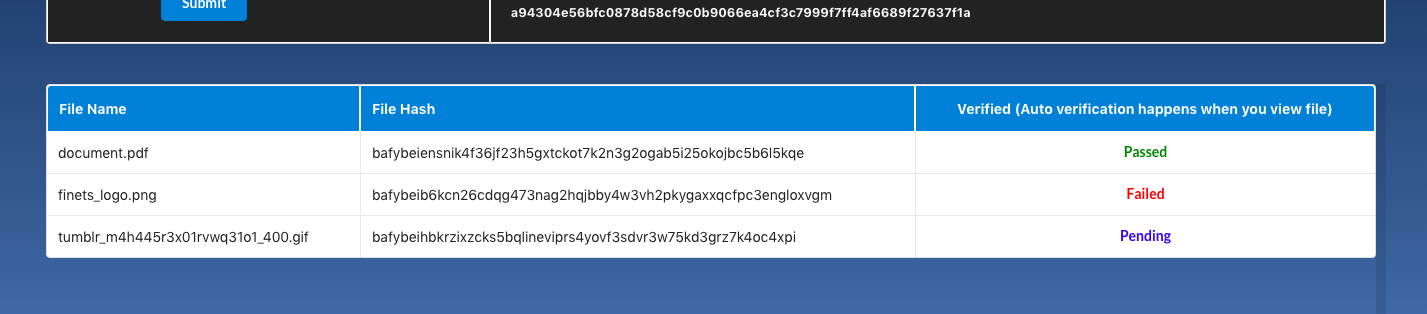 Submit
a94304e56bfc0878d58cf9c0b9066ea4cf3c7999f7ff4af6689f27637f1a
File Name File Hash Verified (Auto verification happens when you view file)
document.pdf bafybeiensnik4f36jf23h5gxtckot7k2n3g2ogab5i25okojbc5b6l5kqe Passed
finets_logo.png bafybeib6kcn26cdqg473nag2hqjbby4w3vh2pkygaxxqcfpc3engloxvgm Failed
tumblr_m4h445r3x01rvwq31o1_400.gif bafybeihbkrzixzcks5bqlineviprs4yovf3sdvr3w75kd3grz7k4oc4xpi Pending